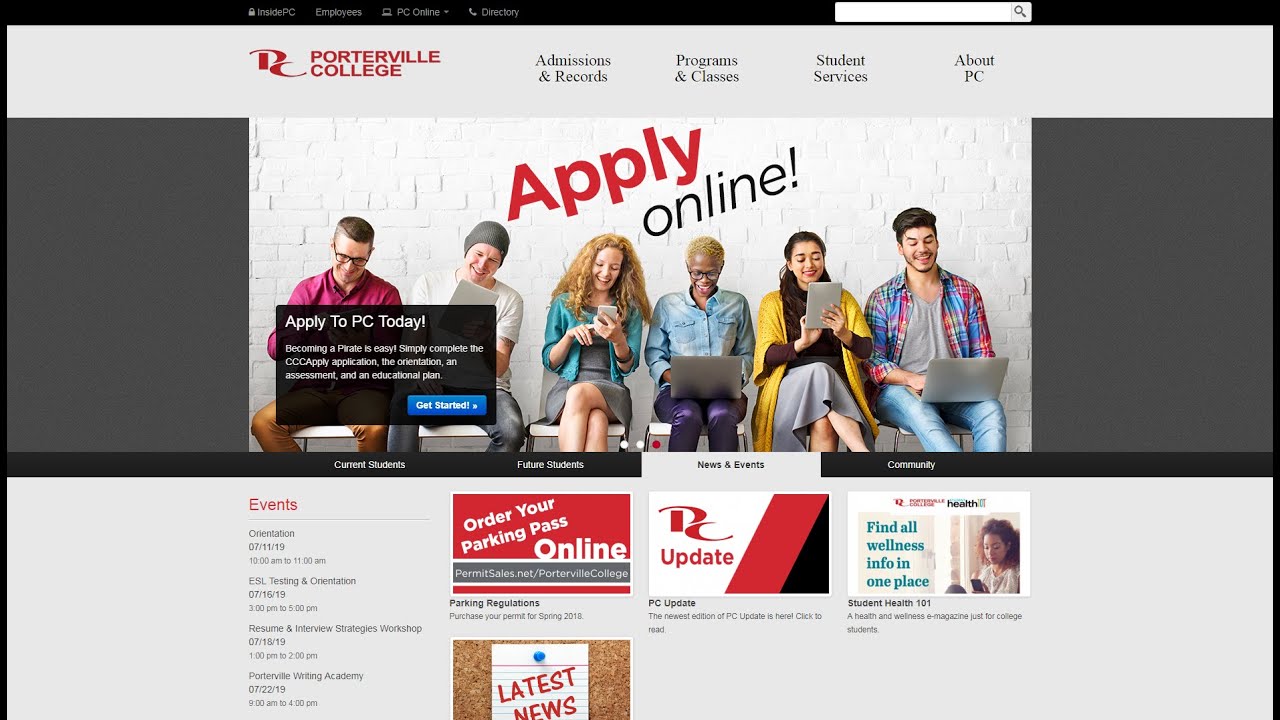 InsidePC
Employees
PC Online
Directory
PORTERVILLE
COLLEGE
Admissions
& Records
Programs
& Classes
Student
Services
About
PC
Apply
online!
Apply To PC Today!
Becoming a Pirate is easy! Simply complete the
CCCApply application, the orientation, an
assessment, and an educational plan.
Get Started! »
Current Students
Future Students
News & Events
Community
Events
Orientation
07/11/19
10:00 am to 11:00 am
ESL Testing & Orientation
07/16/19
3:00 pm to 5:00 pm
Resume & Interview Strategies Workshop
07/18/19
1:00 pm to 2:00 pm
Porterville Writing Academy
07/22/19
9:00 am to 4:00 pm
Order Your
Parking Pass
Online
PermitSales.net/PortervilleCollege
Parking Regulations
Purchase your permit for Spring 2018.
PC
Update
PC Update
The newest edition of PC Update is here! Click to
read.
PORTERVILLE
COLLEGE
health101
Find all
wellness
info in
one place
Student Health 101
A health and wellness e-magazine just for college
students.
LATEST
NEWS